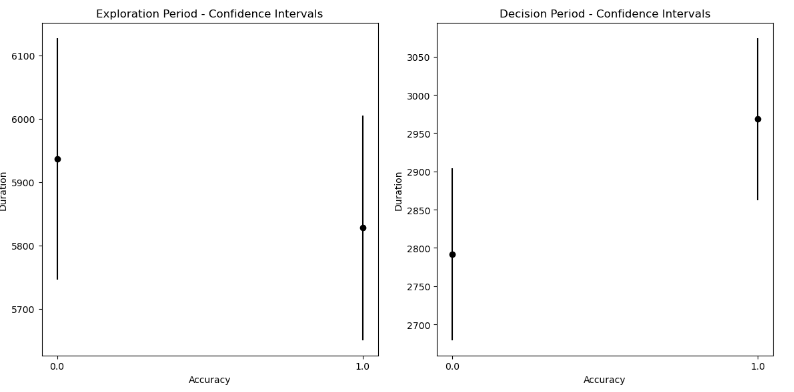 Exploration Period - Confidence Intervals
6100
6000
5900
5800
5700
Duration
0.0
1.0
Accuracy
Decision Period - Confidence Intervals
3050
3000
2950
2900
2850
2800
2750
2700
Duration
0.0
1.0
Accuracy